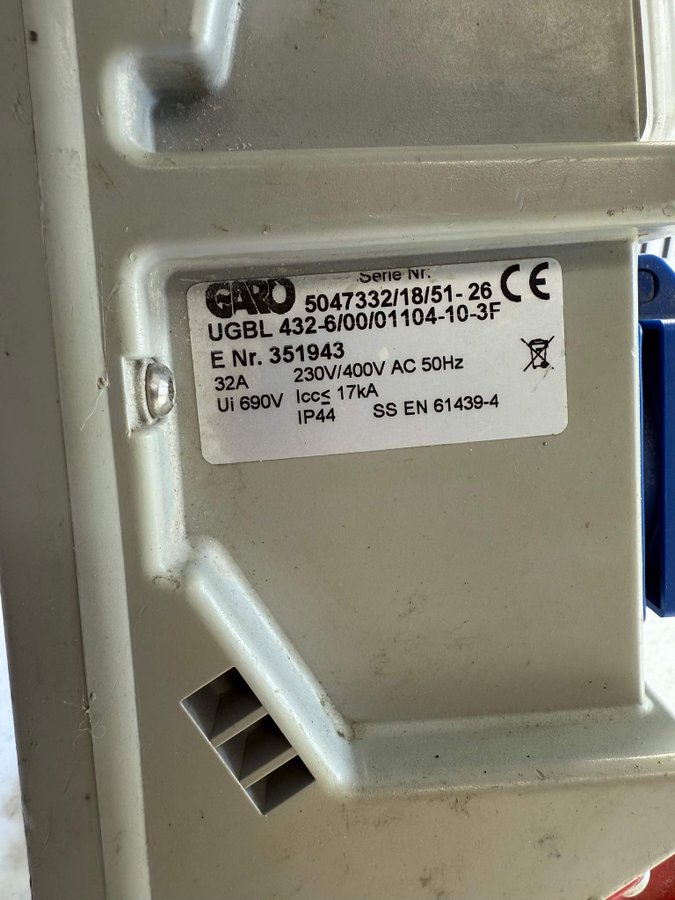 Serie Nr:
GARO 5047332/18/51-26 CE
UGBL 432-6/00/01104-10-3F
E Nr. 351943
32A 230V/400V AC 50Hz
Ui 690V Icc≤ 17kA
IP44 SS EN 61439-4